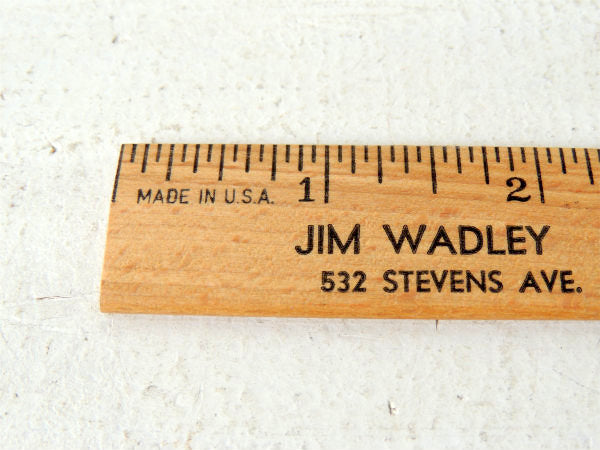 MADE IN U.S.A. 1 2
JIM WADLEY
532 STEVENS AVE.